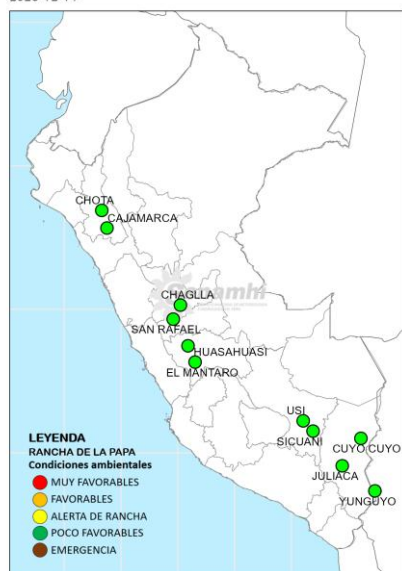 CHOTA
CAJAMARCA
Senamhi
CHAGLLA
SAN RAFAEL
HUASAHUASI
EL MANTARO
USI
SICUANI
CUYO CUYO
JULIACA
YUNGUYO
LEYENDA
RANCHA DE LA PAPA
Condiciones ambientales
MUY FAVORABLES
FAVORABLES
ALERTA DE RANCHA
POCO FAVORABLES
EMERGENCIA